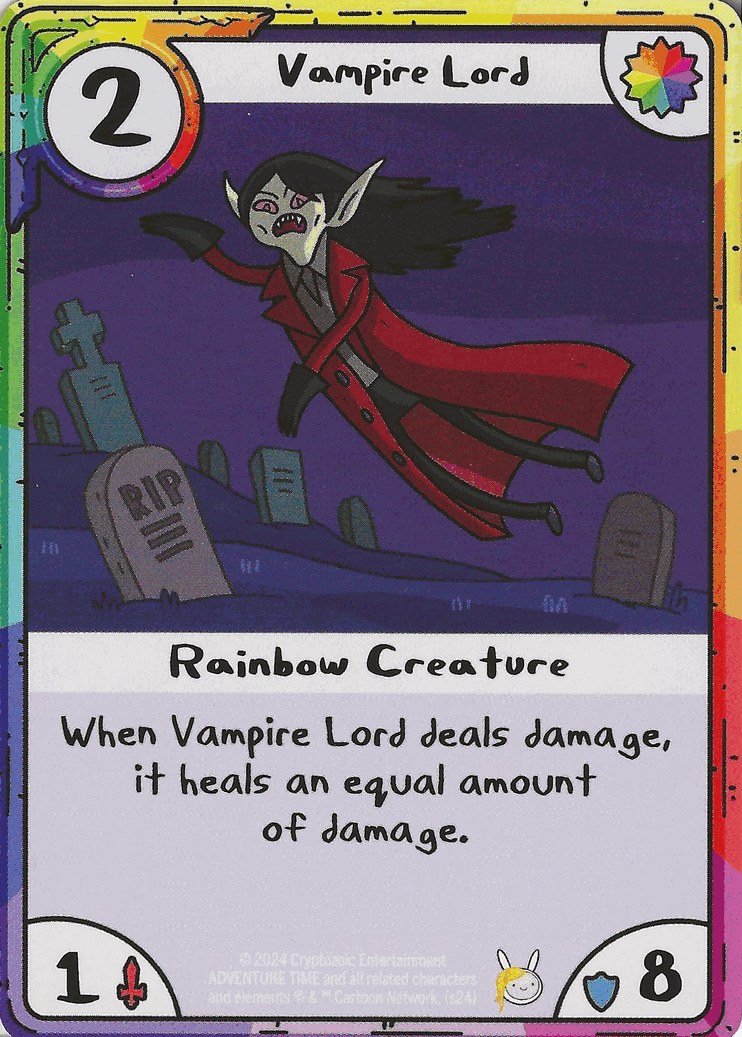 2
Vampire Lord
RIP
Rainbow Creature
When Vampire Lord deals damage,
it heals an equal amount
of damage.
© 2024 Cryptozoic Entertainment
ADVENTURE TIME and all related characters
and elements © & ™ Cartoon Network. (s24)
1
8